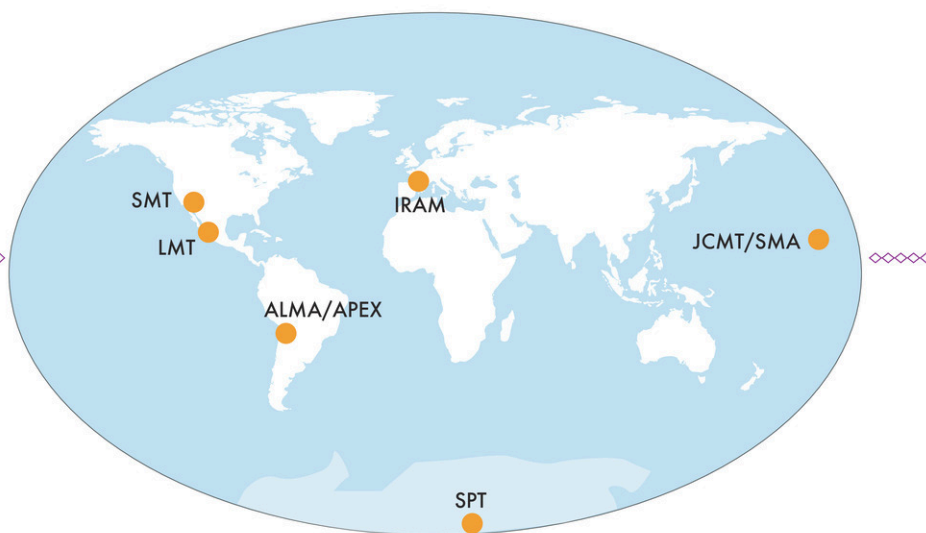 SMT
IRAM
LMT
JCMT/SMA
ALMA/APEX
SPT